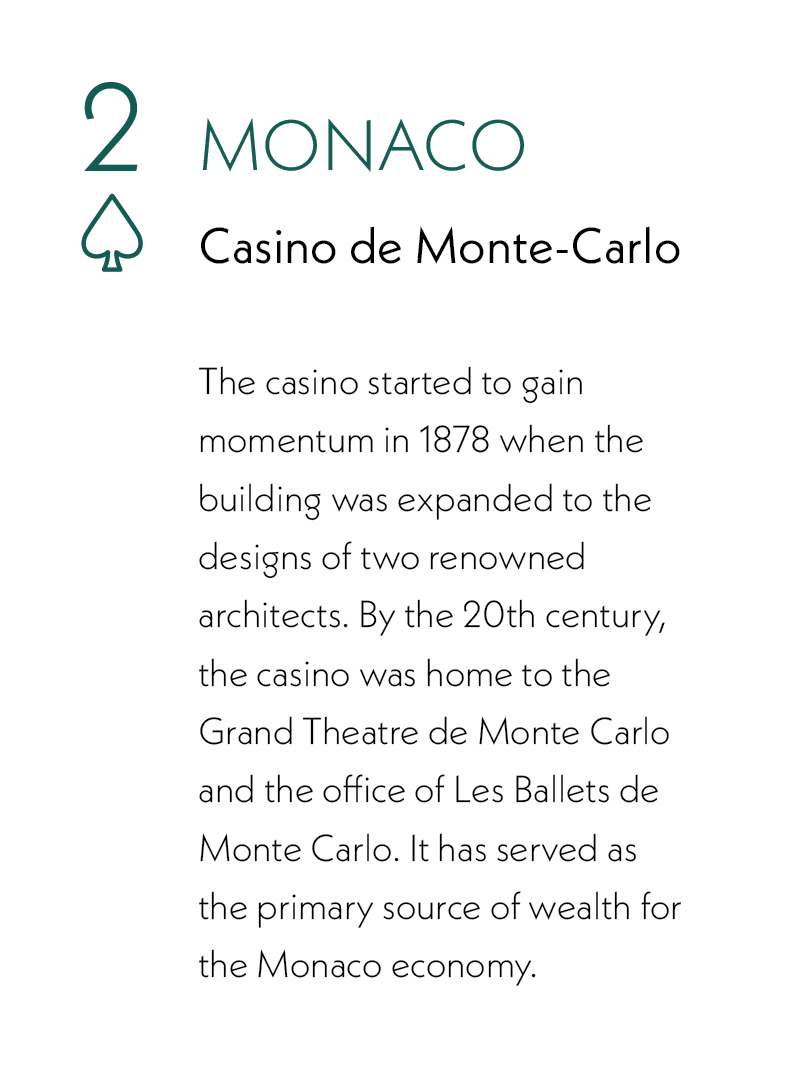 2 MONACO
Casino de Monte-Carlo
The casino started to gain
momentum in 1878 when the
building was expanded to the
designs of two renowned
architects. By the 20th century,
the casino was home to the
Grand Theatre de Monte Carlo
and the office of Les Ballets de
Monte Carlo. It has served as
the primary source of wealth for
the Monaco economy.